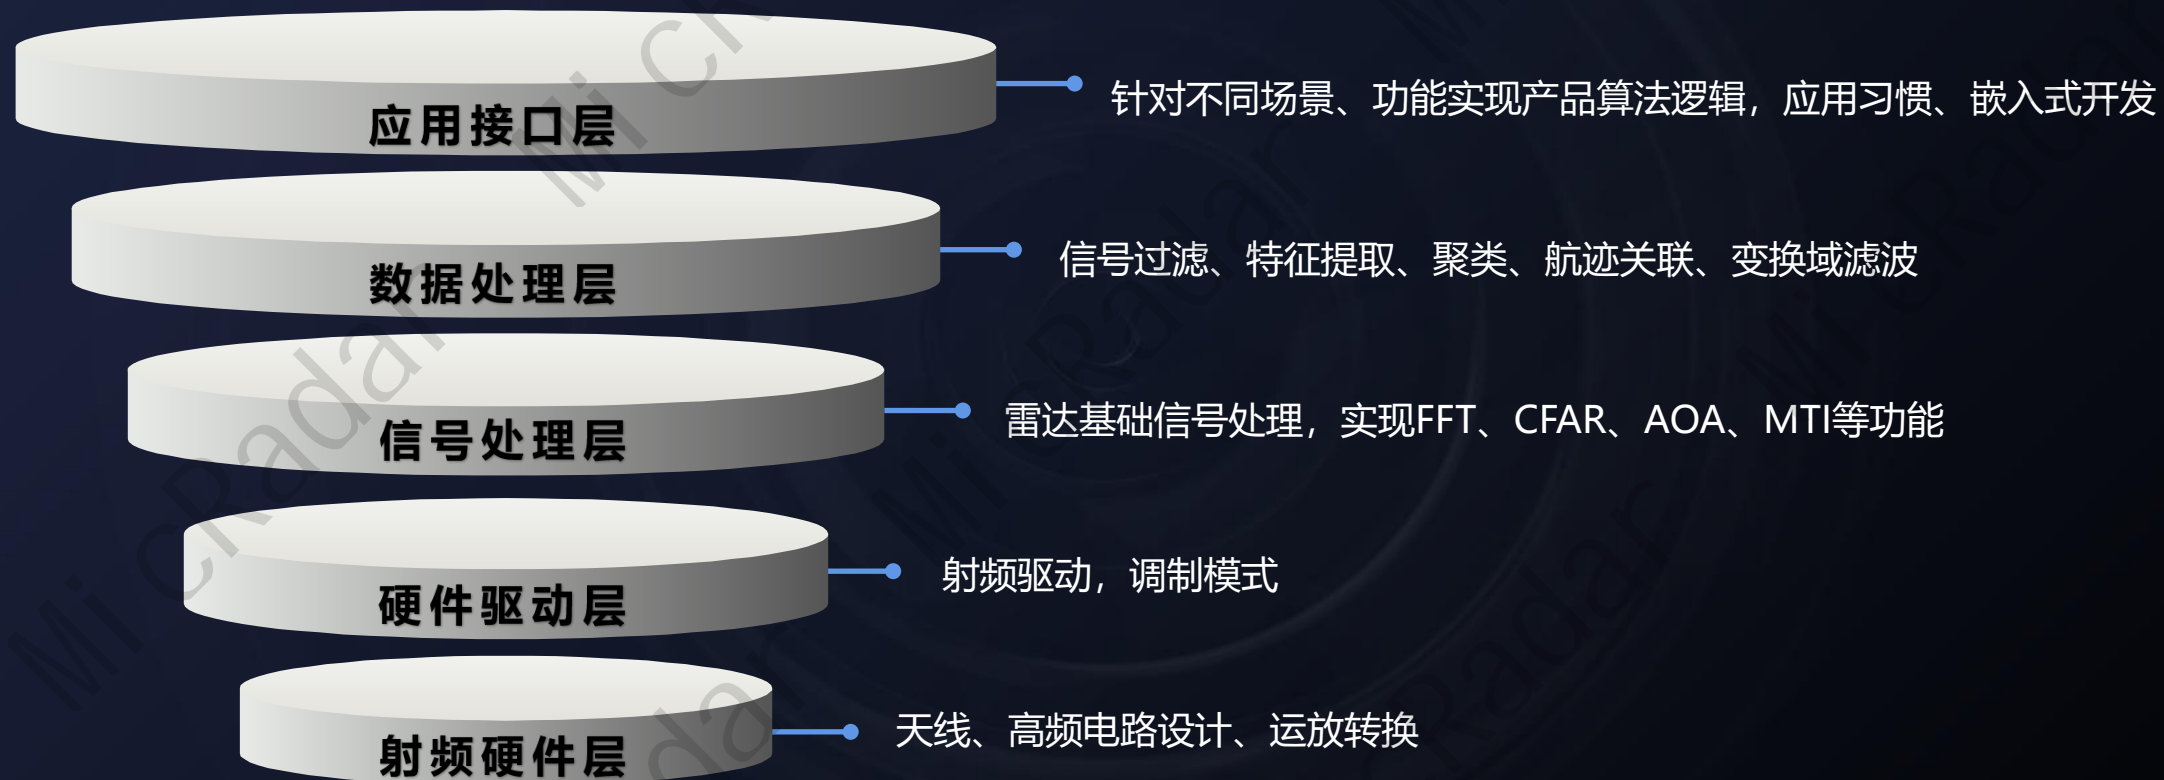 应用接口层
针对不同场景、功能实现产品算法逻辑，应用习惯、嵌入式开发
数据处理层
信号过滤、特征提取、聚类、航迹关联、变换域滤波
信号处理层
雷达基础信号处理，实现FFT、CFAR、AOA、MTI等功能
硬件驱动层
射频驱动，调制模式
射频硬件层
天线、高频电路设计、运放转换
MicRadar
MicRadar